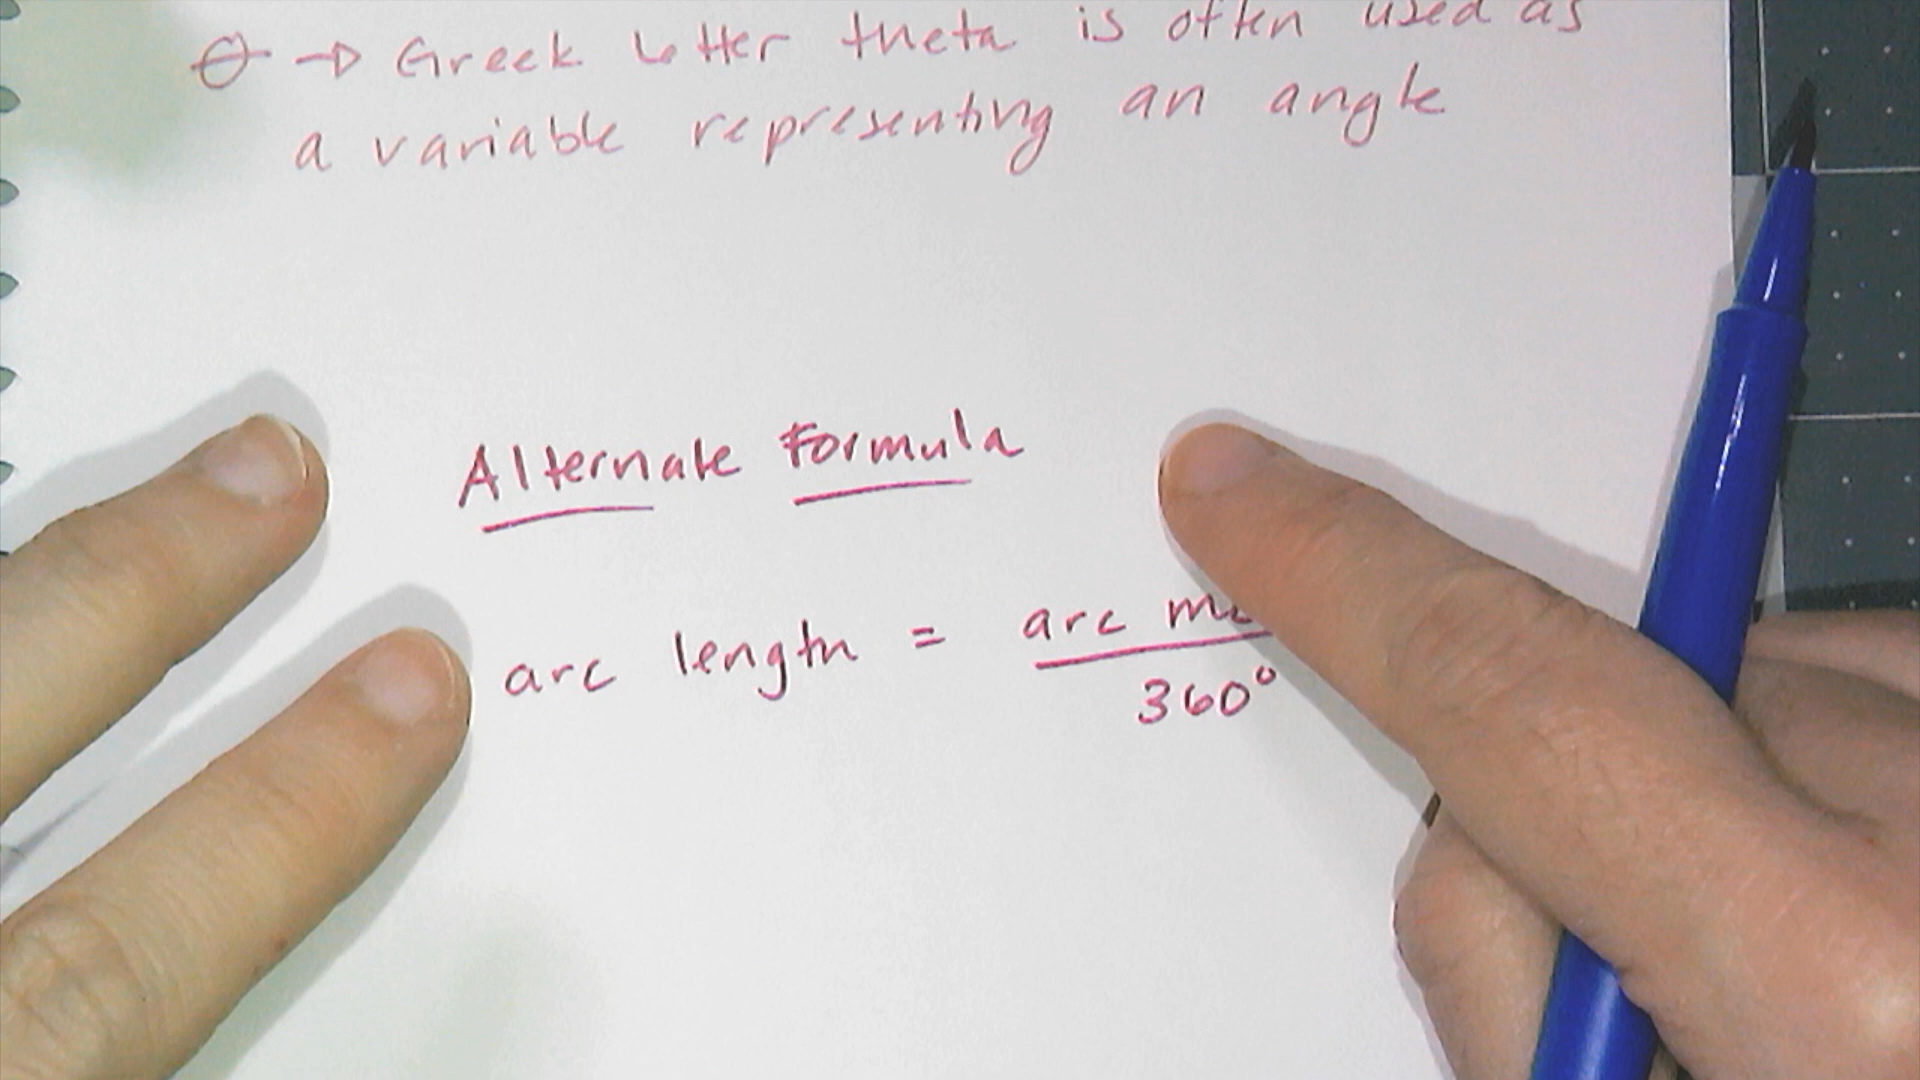 θ → Greek letter theta is often used as
a variable representing an angle
Alternate Formula
arc length = arc
360°